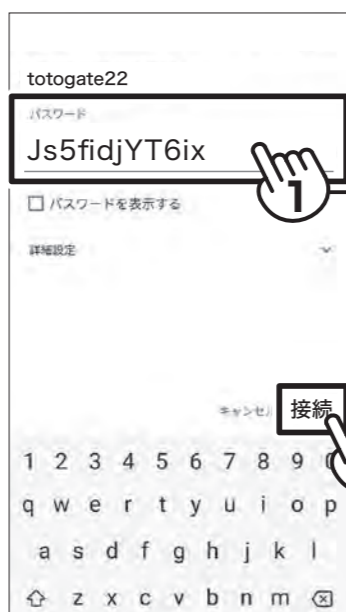 totogate22
パスワード
Js5fidjYT6ix
1
パスワードを表示する
詳細設定
キャンセル 接続
1 2 3 4 5 6 7 8 9 0
q w e r t y u i o p
a s d f g h j k l
z x c v b n m